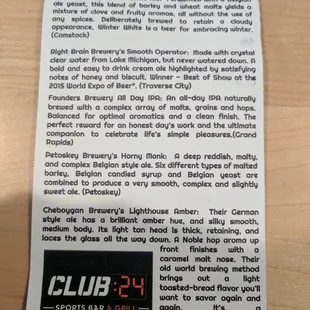 ale yeast, this blend of barley and wheat malts yields a
mixture of clove and fruity aromas, all without the use of
any spices. Deliberately brewed to retain a cloudy
appearance, Winter White is a beer for embracing winter.
(Comstock)
Right Brain Brewery's Smooth Operator: Made with crystal
clear water from Lake Michigan, but never watered down. A
bold and easy to drink cream ale highlighted by satisfying
notes of honey and biscuit. Winner - Best of Show at the
2015 World Expo of Beer". (Traverse City)
Founders Brewery All Day IPA: An all-day IPA naturally
brewed with a complex array of malts, grains and hops.
Balanced for optimal aromatics and a clean finish. The
perfect reward for an honest day's work and the ultimate
companion to celebrate life's simple pleasures.(Grand
Rapids)
Petoskey Brewery's Horny Monk: A deep reddish, malty,
and complex Belgian style ale. Six different types of malted
barley, Belgian candied syrup and Belgian yeast are
combined to produce a very smooth, complex and slightly
sweet ale. (Petoskey)
Cheboygan Brewery's Lighthouse Amber: Their German
style ale has a brilliant amber hue, and silky smooth,
medium body. Its light tan head is thick, retaining, and
laces the glass all the way down. A Noble hop aroma up
front finishes with a
caramel malt nose. Their
old world brewing method
brings out a light
toasted-bread flavor you'll
want to savor again and
again. It's a
CLUB:24
SPORTS BAR & GRILL